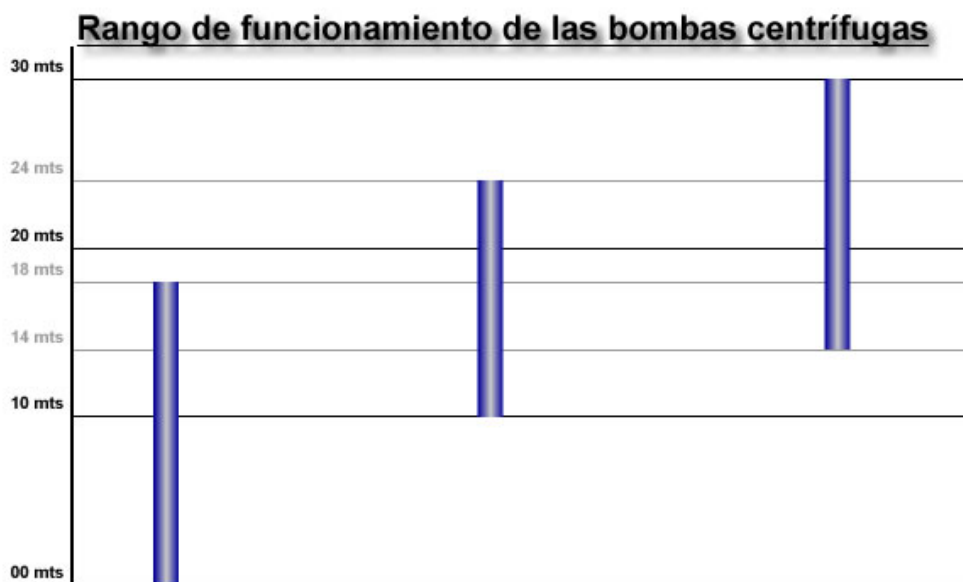 Rango de funcionamiento de las bombas centrífugas
30 mts
24 mts
20 mts
18 mts
14 mts
10 mts
00 mts